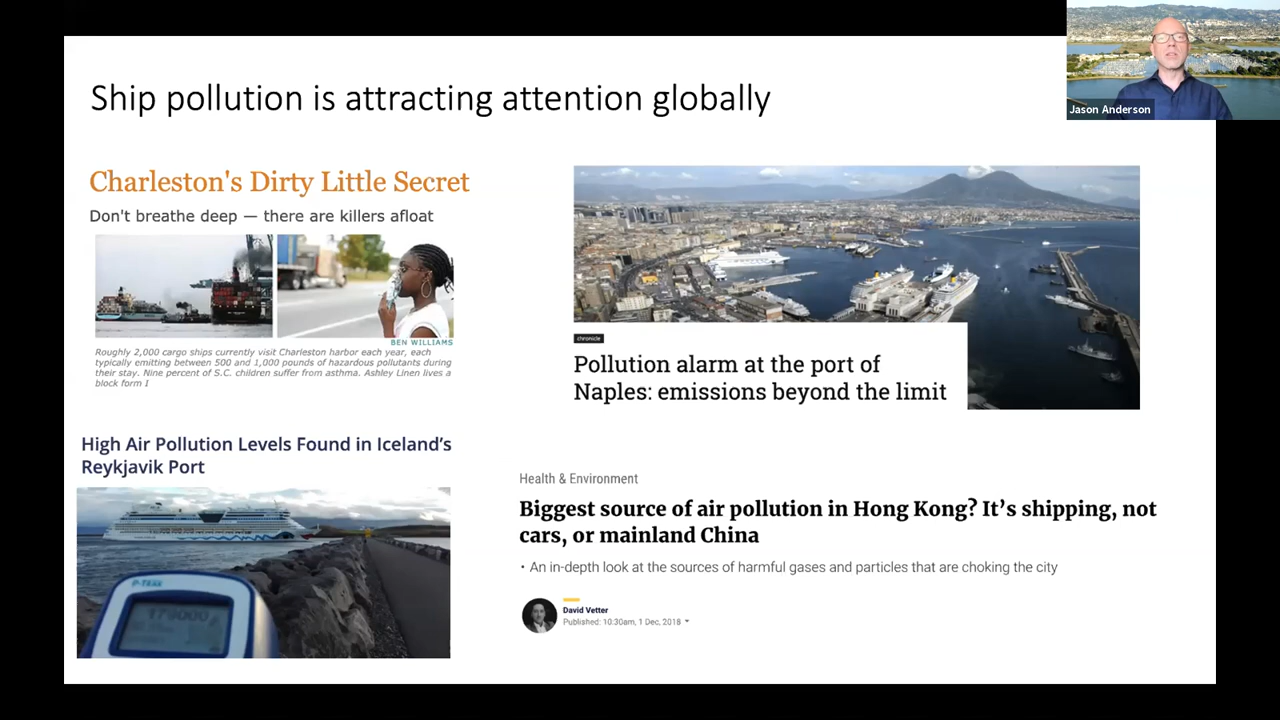 Jason Anderson
Ship pollution is attracting attention globally
Charleston's Dirty Little Secret
Don't breathe deep — there are killers afloat
BEN WILLIAMS
Roughly 2,000 cargo ships currently visit Charleston harbor each year, each
typically emitting between 500 and 1,000 pounds of hazardous pollutants during
their stay. Nine percent of S.C. children suffer from asthma. Ashley Linen lives a
block form I
chronicle
Pollution alarm at the port of
Naples: emissions beyond the limit
High Air Pollution Levels Found in Iceland's
Reykjavik Port
P-TRAK
Health & Environment
Biggest source of air pollution in Hong Kong? It's shipping, not
cars, or mainland China
• An in-depth look at the sources of harmful gases and particles that are choking the city
David Vetter
Published: 10:30am, 1 Dec, 2018